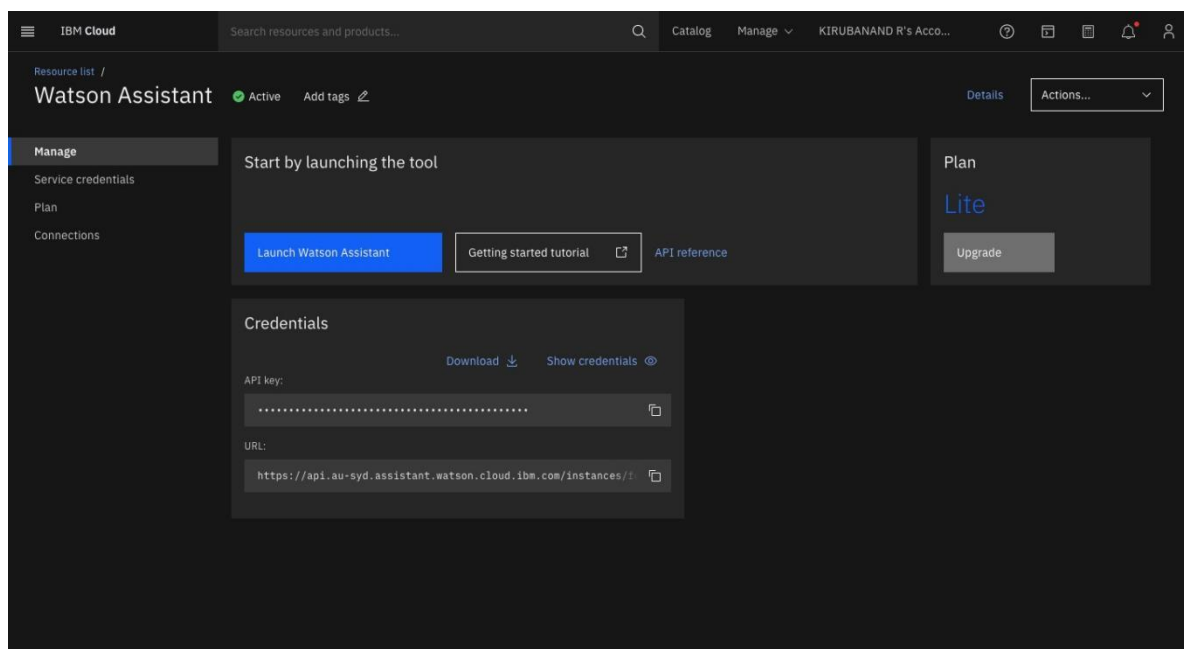 IBM Cloud
Search resources and products...
Catalog
Manage
KIRUBANAND R's Acco...
Resource list /
Watson Assistant
Active
Add tags
Details
Actions...
Manage
Service credentials
Plan
Connections
Start by launching the tool
Launch Watson Assistant
Getting started tutorial
API reference
Plan
Lite
Upgrade
Credentials
Download
Show credentials
API key:
URL:
https://api.au-syd.assistant.watson.cloud.ibm.com/instances/